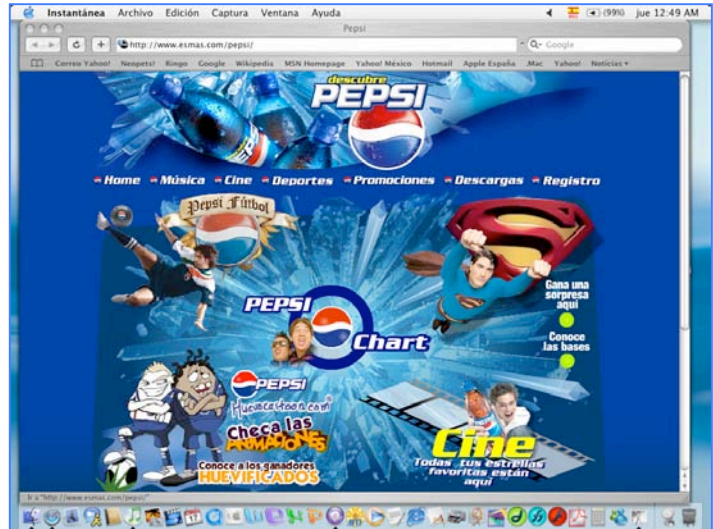 Instantánea Archivo Edición Captura Ventana Ayuda
(99%) jue 12:49 AM
Pepsi
http://www.esmas.com/pepsi/
Google
Correo Yahoo! Neopets! Ringo Google Wikipedia MSN Homepage Yahoo! México Hotmail Apple España .Mac Yahoo! Noticias
descubre
PEPSI
Home Música Cine Deportes Promociones Descargas Registro
Pepsi Fútbol
Gana una
sorpresa
aquí
Conoce
las bases
PEPSI
Chart
PEPSI
Huevocartoon.com
Checa las
ANIMACIONES
Conoce a los ganadores
HUEVIFICADOS
Cine
Todas tus estrellas
favoritas están
aquí
Ir a "http://www.esmas.com/pepsi/"